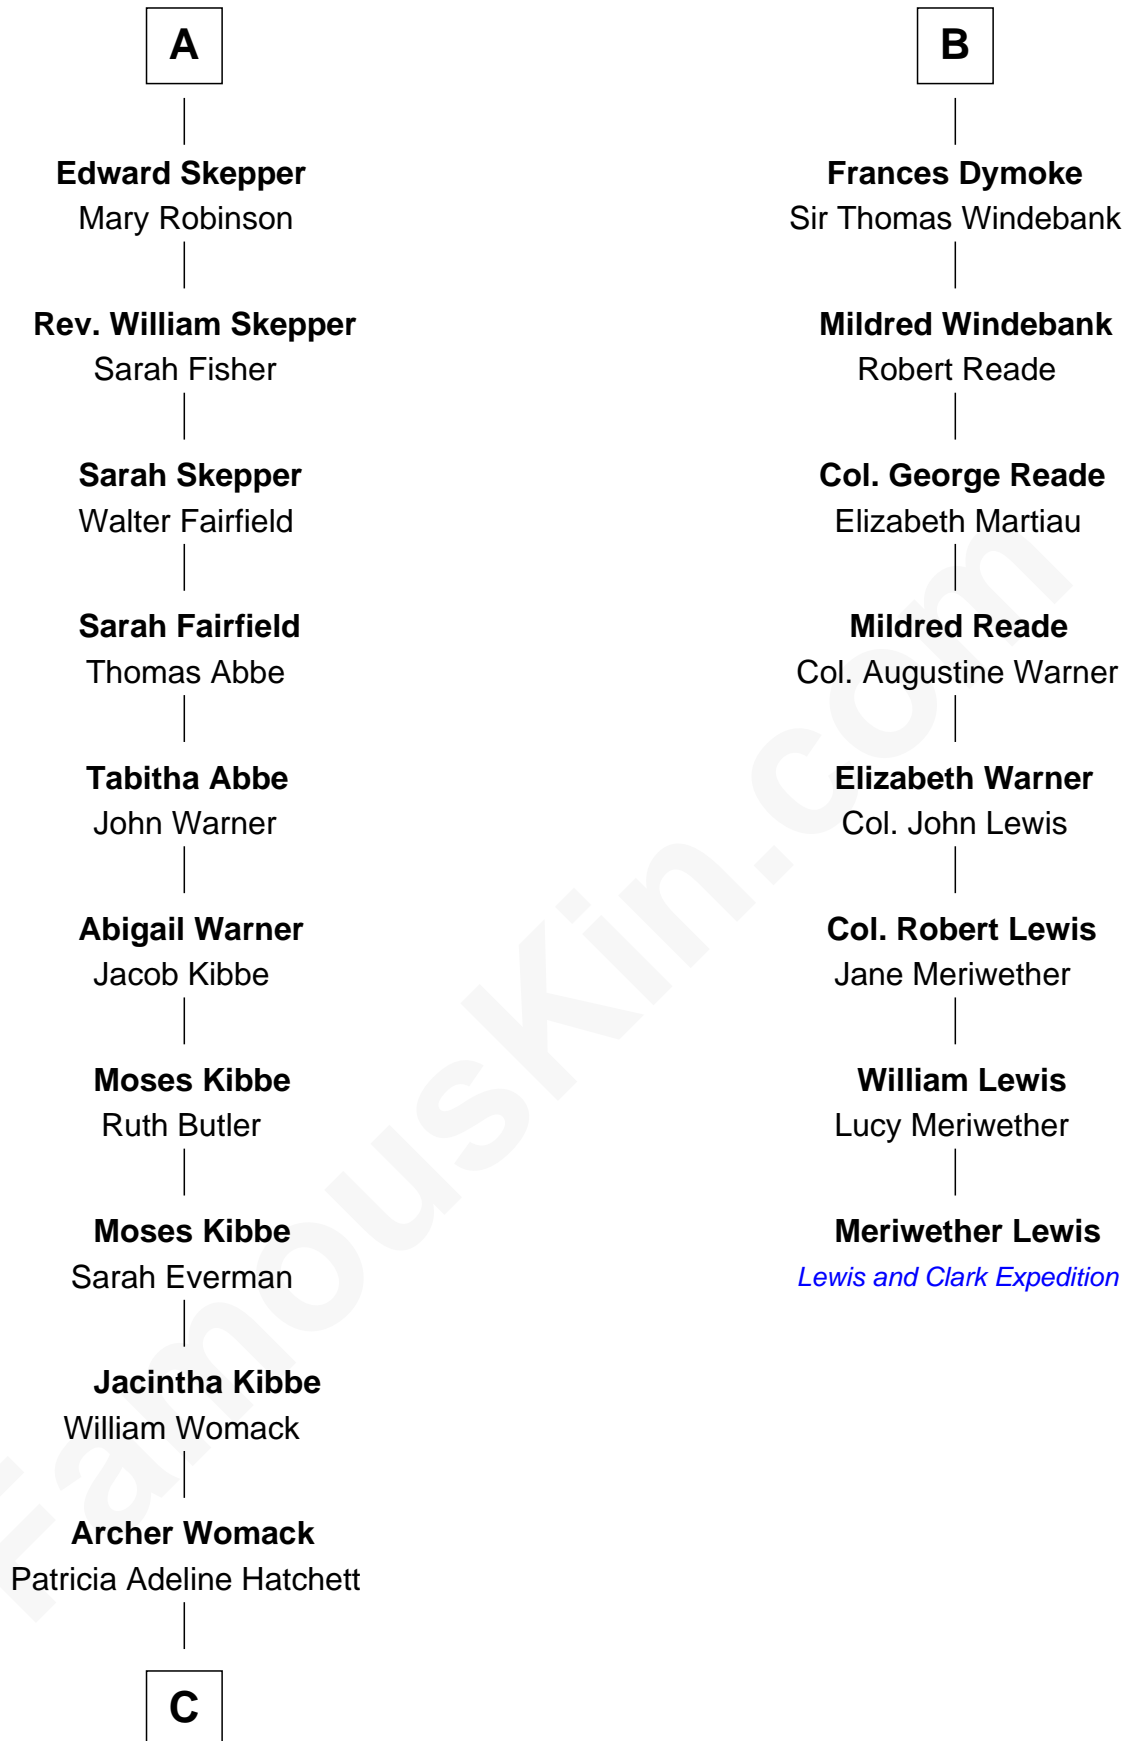 A
Edward Skepper
Mary Robinson
Rev. William Skepper
Sarah Fisher
Sarah Skepper
Walter Fairfield
Sarah Fairfield
Thomas Abbe
Tabitha Abbe
John Warner
Abigail Warner
Jacob Kibbe
Moses Kibbe
Ruth Butler
Moses Kibbe
Sarah Everman
Jacintha Kibbe
William Womack
Archer Womack
Patricia Adeline Hatchett
C
B
Frances Dymoke
Sir Thomas Windebank
Mildred Windebank
Robert Reade
Col. George Reade
Elizabeth Martiau
Mildred Reade
Col. Augustine Warner
Elizabeth Warner
Col. John Lewis
Col. Robert Lewis
Jane Meriwether
William Lewis
Lucy Meriwether
Meriwether Lewis
Lewis and Clark Expedition
FamousKin.com